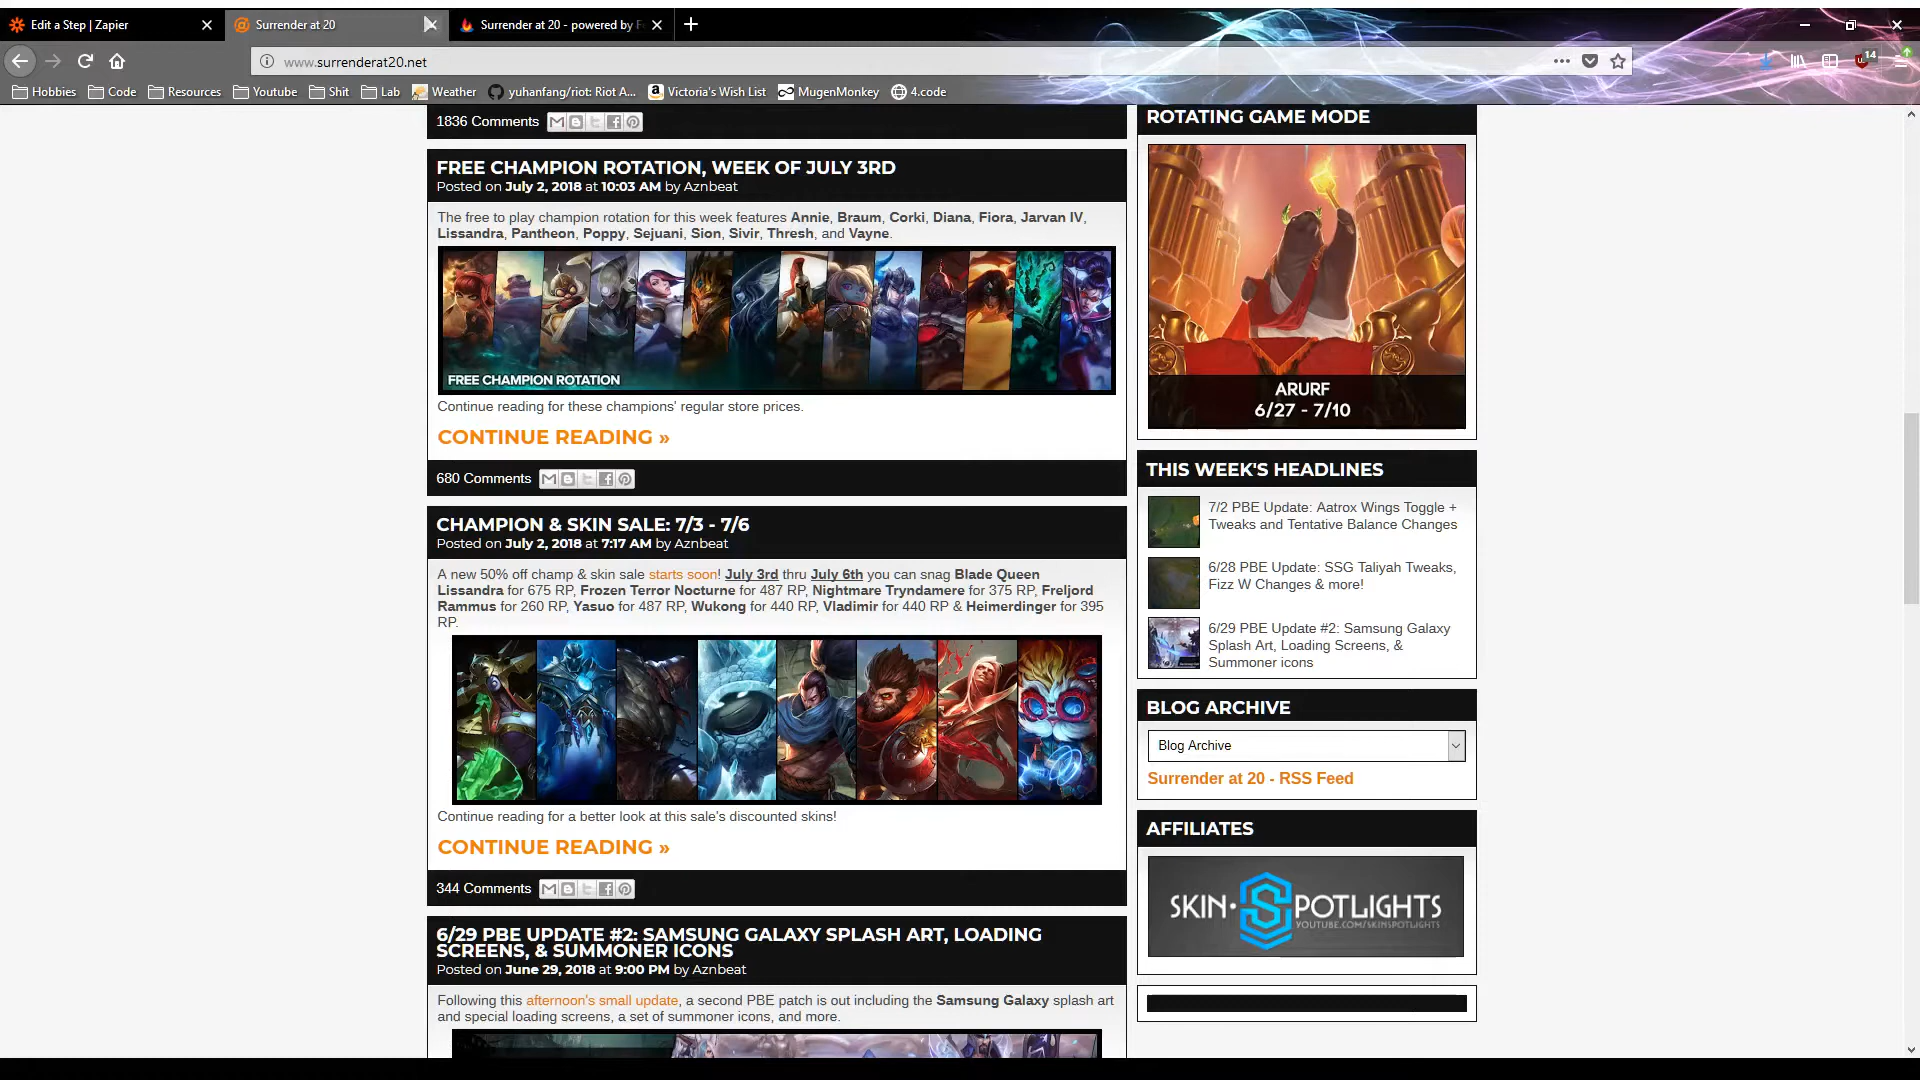 Edit a Step | Zapier
Surrender at 20
Surrender at 20 - powered by F
www.surrenderat20.net
14
Hobbies
Code
Resources
Youtube
Shit
Lab
Weather
yuhanfang/riot: Riot A...
Victoria's Wish List
MugenMonkey
4.code
1836 Comments
FREE CHAMPION ROTATION, WEEK OF JULY 3RD
Posted on July 2, 2018 at 10:03 AM by Aznbeat
The free to play champion rotation for this week features Annie, Braum, Corki, Diana, Fiora, Jarvan IV,
Lissandra, Pantheon, Poppy, Sejuani, Sion, Sivir, Thresh, and Vayne.
FREE CHAMPION ROTATION
Continue reading for these champions' regular store prices.
CONTINUE READING »
680 Comments
CHAMPION & SKIN SALE: 7/3 - 7/6
Posted on July 2, 2018 at 7:17 AM by Aznbeat
A new 50% off champ & skin sale starts soon! July 3rd thru July 6th you can snag Blade Queen
Lissandra for 675 RP, Frozen Terror Nocturne for 487 RP, Nightmare Tryndamere for 375 RP, Freljord
Rammus for 260 RP, Yasuo for 487 RP, Wukong for 440 RP, Vladimir for 440 RP & Heimerdinger for 395
RP.
Continue reading for a better look at this sale's discounted skins!
CONTINUE READING »
344 Comments
6/29 PBE UPDATE #2: SAMSUNG GALAXY SPLASH ART, LOADING
SCREENS, & SUMMONER ICONS
Posted on June 29, 2018 at 9:00 PM by Aznbeat
Following this afternoon's small update, a second PBE patch is out including the Samsung Galaxy splash art
and special loading screens, a set of summoner icons, and more.
ROTATING GAME MODE
ARURF
6/27 - 7/10
THIS WEEK'S HEADLINES
7/2 PBE Update: Aatrox Wings Toggle +
Tweaks and Tentative Balance Changes
6/28 PBE Update: SSG Taliyah Tweaks,
Fizz W Changes & more!
6/29 PBE Update #2: Samsung Galaxy
Splash Art, Loading Screens, &
Summoner icons
BLOG ARCHIVE
Blog Archive
Surrender at 20 - RSS Feed
AFFILIATES
SKIN·SPOTLIGHTS
YOUTUBE.COM/SKINSPOTLIGHTS